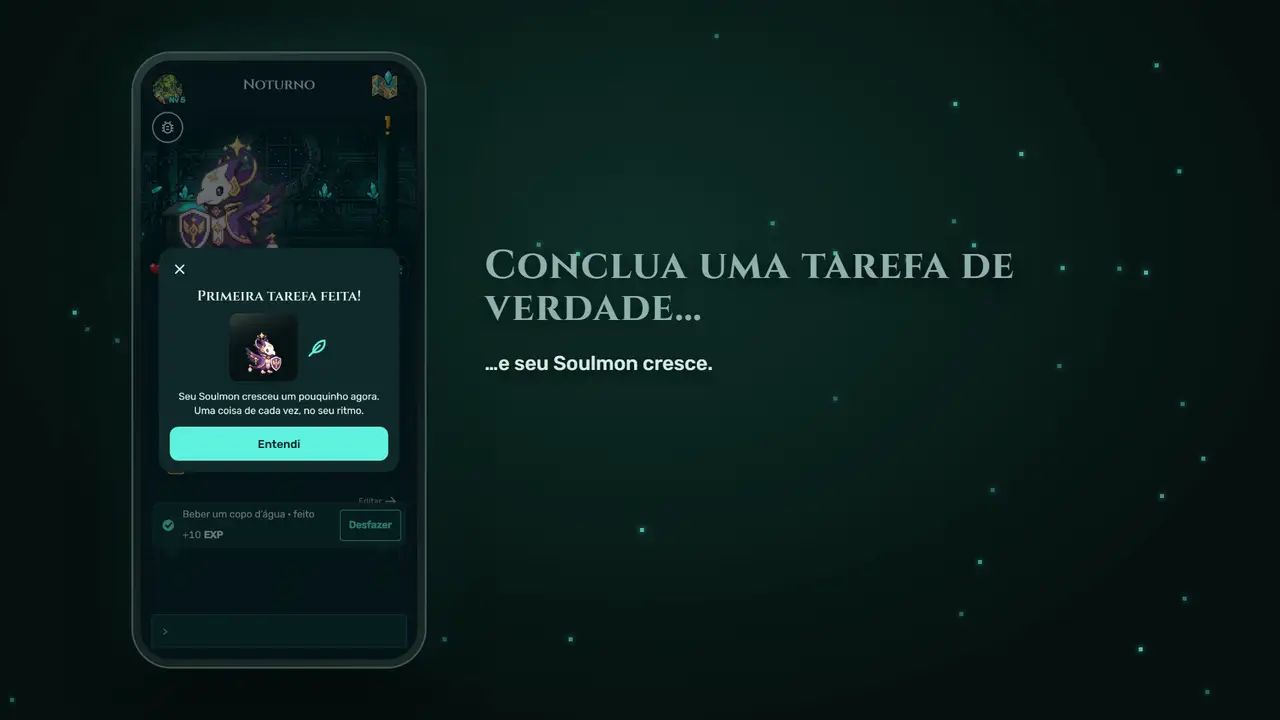 Noturno
Nv 5
!
Primeira tarefa feita!
Seu Soulmon cresceu um pouquinho agora.
Uma coisa de cada vez, no seu ritmo.
Entendi
Editar →
Beber um copo d'água • feito
+10 EXP
Desfazer
>
Conclua uma tarefa de
verdade...
...e seu Soulmon cresce.